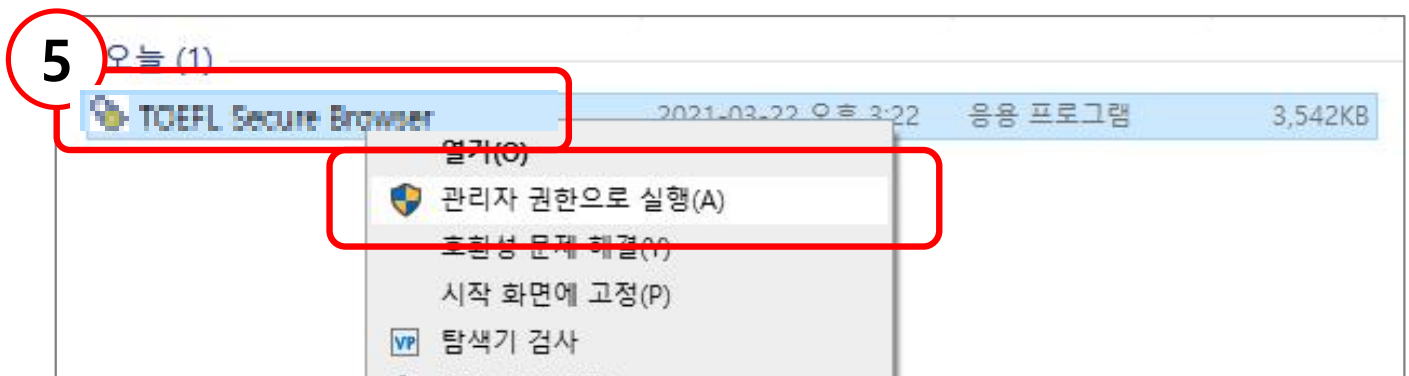 5
오늘 (1)
TOEFL Secure Browser 2021-03-22 오후 3:22 응용 프로그램 3,542KB
열기(O)
관리자 권한으로 실행(A)
호환성 문제 해결(Y)
시작 화면에 고정(P)
VP 탐색기 검사